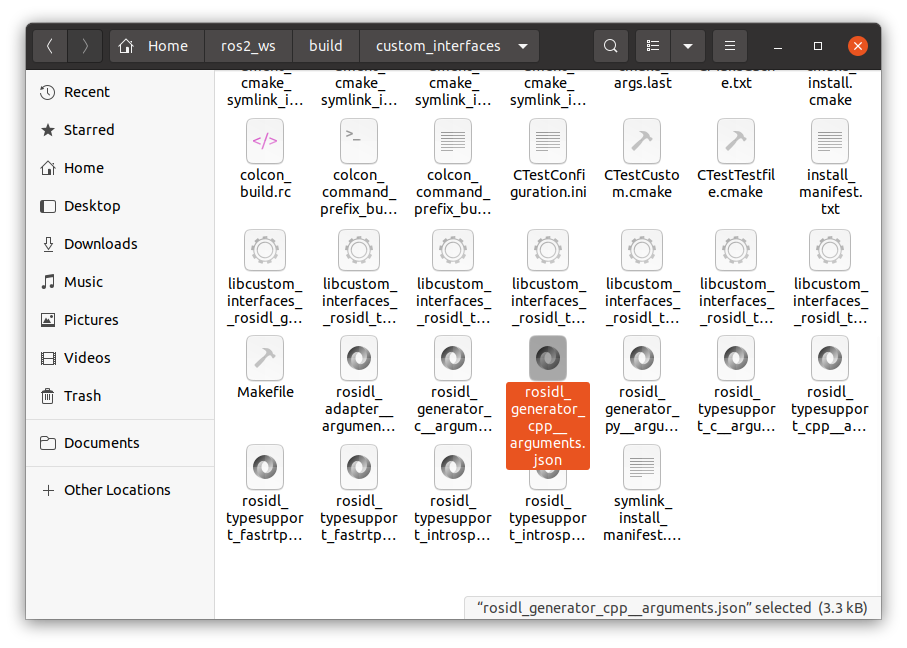 Home
ros2_ws
build
custom_interfaces
Recent
Starred
Home
Desktop
Downloads
Music
Pictures
Videos
Trash
Documents
Other Locations
cmake_
symlink_i...
cmake_
symlink_i...
cmake_
symlink_i...
cmake_
symlink_i...
args.last
e.txt
install.
cmake
colcon_
build.rc
colcon_
command_
prefix_bu...
colcon_
command_
prefix_bu...
CTestConfi
guration.ini
CTestCusto
m.cmake
CTestTestfil
e.cmake
install_
manifest.
txt
libcustom_
interfaces_
_rosidl_g...
libcustom_
interfaces_
_rosidl_t...
libcustom_
interfaces_
_rosidl_t...
libcustom_
interfaces_
_rosidl_t...
libcustom_
interfaces_
_rosidl_t...
libcustom_
interfaces_
_rosidl_t...
libcustom_
interfaces_
_rosidl_t...
Makefile
rosidl_
adapter__
argumen...
rosidl_
generator_
c__argum...
rosidl_
generator_
cpp__
arguments.
json
rosidl_
generator_
py__argu...
rosidl_
typesuppor
t_c__argu...
rosidl_
typesuppor
t_cpp__a...
rosidl_
typesuppor
t_fastrtp...
rosidl_
typesuppor
t_fastrtp...
rosidl_
typesuppor
t_introsp...
rosidl_
typesuppor
t_introsp...
symlink_
install_
manifest....
“rosidl_generator_cpp__arguments.json” selected (3.3 kB)